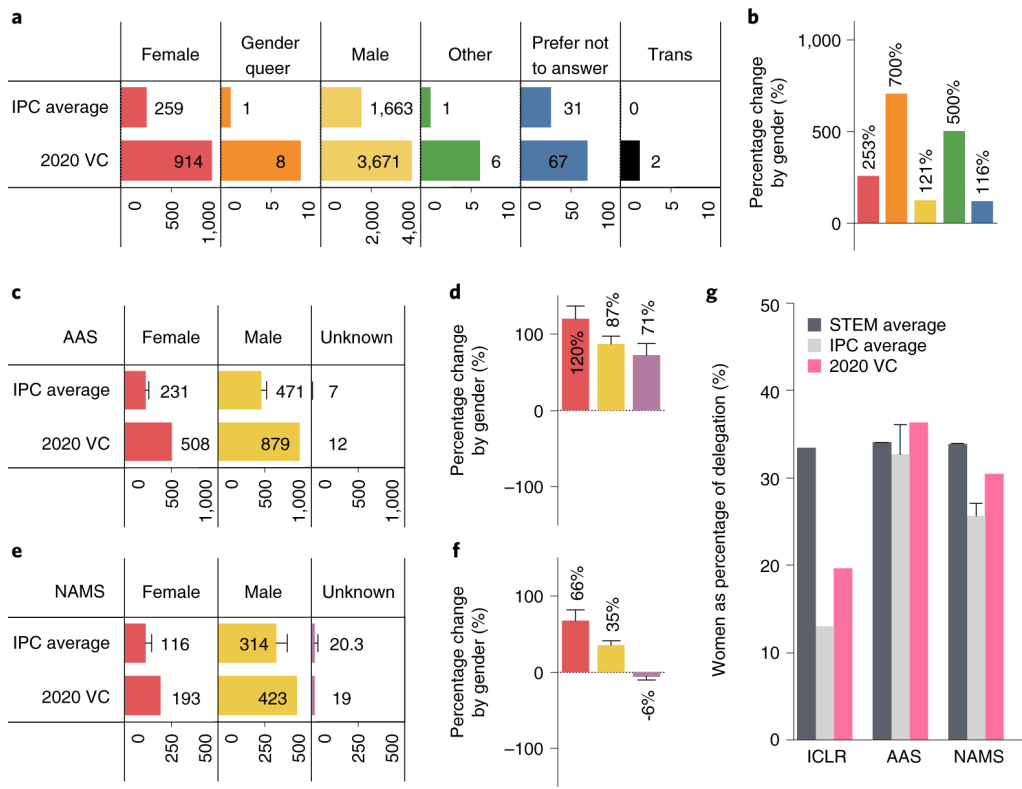 a
Female
Gender
queer
Male
Other
Prefer not
to answer
Trans
IPC average
259
1
1,663
1
31
0
2020 VC
914
8
3,671
6
67
2
0
500
1,000
0
5
10
0
2,000
4,000
0
5
10
0
50
100
0
5
10
b
Percentage change
by gender (%)
1,000
500
0
253%
700%
121%
500%
116%
c
AAS
Female
Male
Unknown
IPC average
231
471
7
2020 VC
508
879
12
0
500
1,000
0
500
1,000
0
500
1,000
d
Percentage change
by gender (%)
100
0
–100
120%
87%
71%
e
NAMS
Female
Male
Unknown
IPC average
116
314
20.3
2020 VC
193
423
19
0
250
500
0
250
500
0
250
500
f
Percentage change
by gender (%)
100
0
–100
66%
35%
-6%
g
Women as percentage of delegation (%)
50
40
30
20
10
0
STEM average
IPC average
2020 VC
ICLR
AAS
NAMS